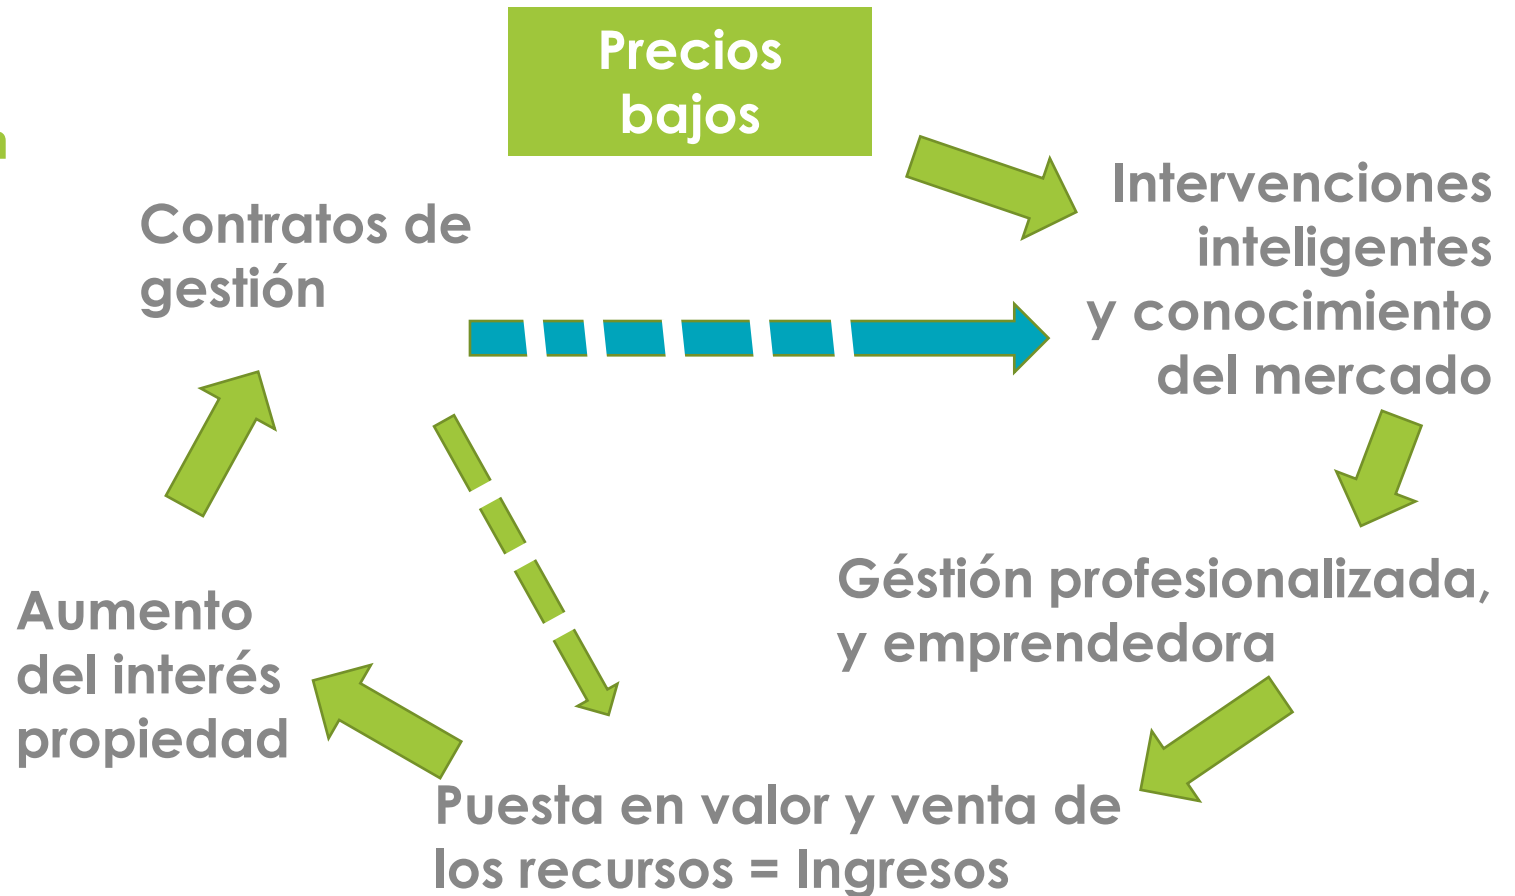 Precios
bajos
Intervenciones
inteligentes
y conocimiento
del mercado
Géstión profesionalizada,
y emprendedora
Puesta en valor y venta de
los recursos = Ingresos
Aumento
del interés
propiedad
Contratos de
gestión